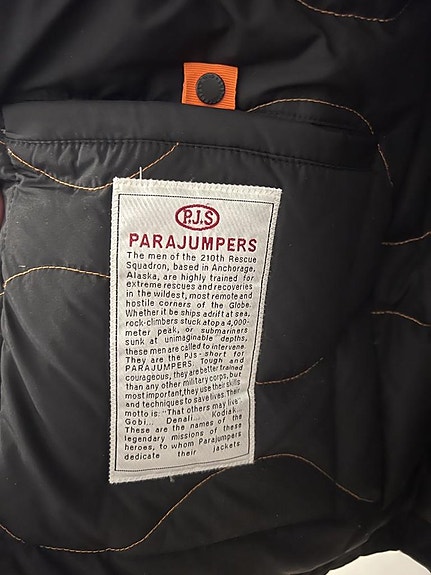 P.J.S
PARAJUMPERS
The men of the 210th Rescue
Squadron, based in Anchorage,
Alaska, are highly trained for
extreme rescues and recoveries
in the wildest, most remote and
hostile corners of the Globe.
Whether it be ships adrift at sea,
rock-climbers stuck atop a 4,000-
meter peak, or submariners
sunk at unimaginable depths,
these men are called to intervene.
They are the PJs - short for
PARAJUMPERS. Tough and
courageous, they are better trained
than any other military corps, but
most important,they use their skills
and techniques to save lives. Their
motto is: "That others may live".
Gobi... Denali... Kodiak...
These are the names of the
legendary missions of these
heroes, to whom Parajumpers
dedicate their jackets